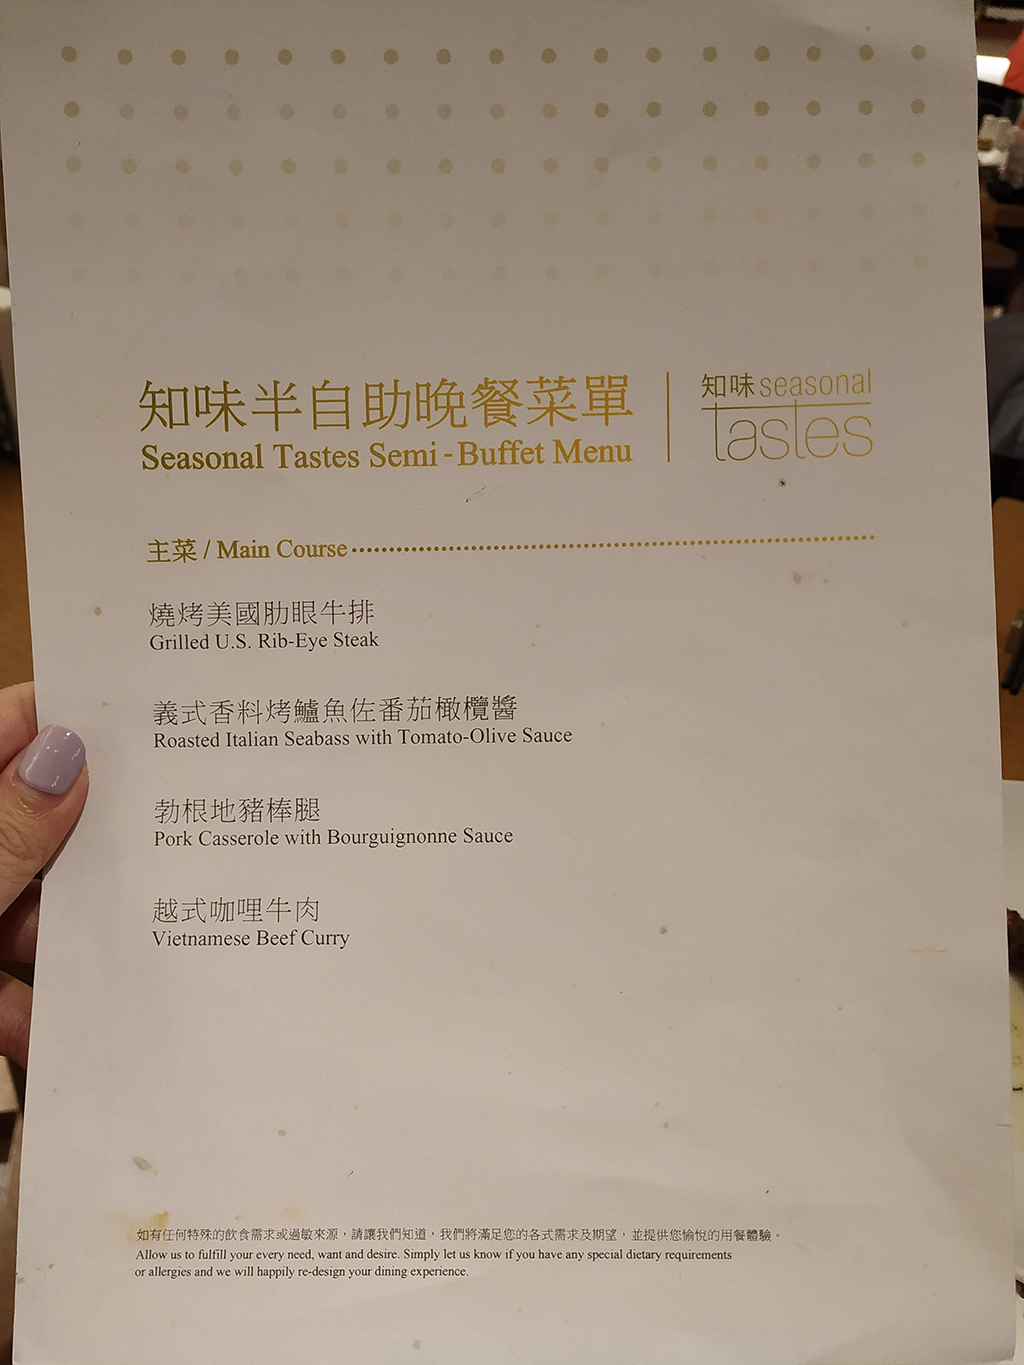 知味半自助晚餐菜單
Seasonal Tastes Semi-Buffet Menu
知味 seasonal
tastes
主菜 / Main Course
燒烤美國肋眼牛排
Grilled U.S. Rib-Eye Steak
義式香料烤鱸魚佐番茄橄欖醬
Roasted Italian Seabass with Tomato-Olive Sauce
勃根地豬棒腿
Pork Casserole with Bourguignonne Sauce
越式咖哩牛肉
Vietnamese Beef Curry
如有任何特殊的飲食需求或過敏來源，請讓我們知道，我們將滿足您的各式需求及期望，並提供您愉悅的用餐體驗。
Allow us to fulfill your every need, want and desire. Simply let us know if you have any special dietary requirements
or allergies and we will happily re-design your dining experience.